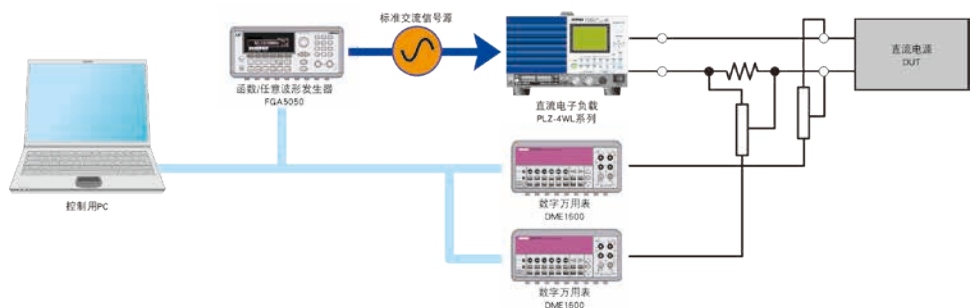 标准交流信号源
函数/任意波形发生器
FGA5050
直流电子负载
PLZ-4WL系列
直流电源
DUT
控制用PC
数字万用表
DME1600
数字万用表
DME1600